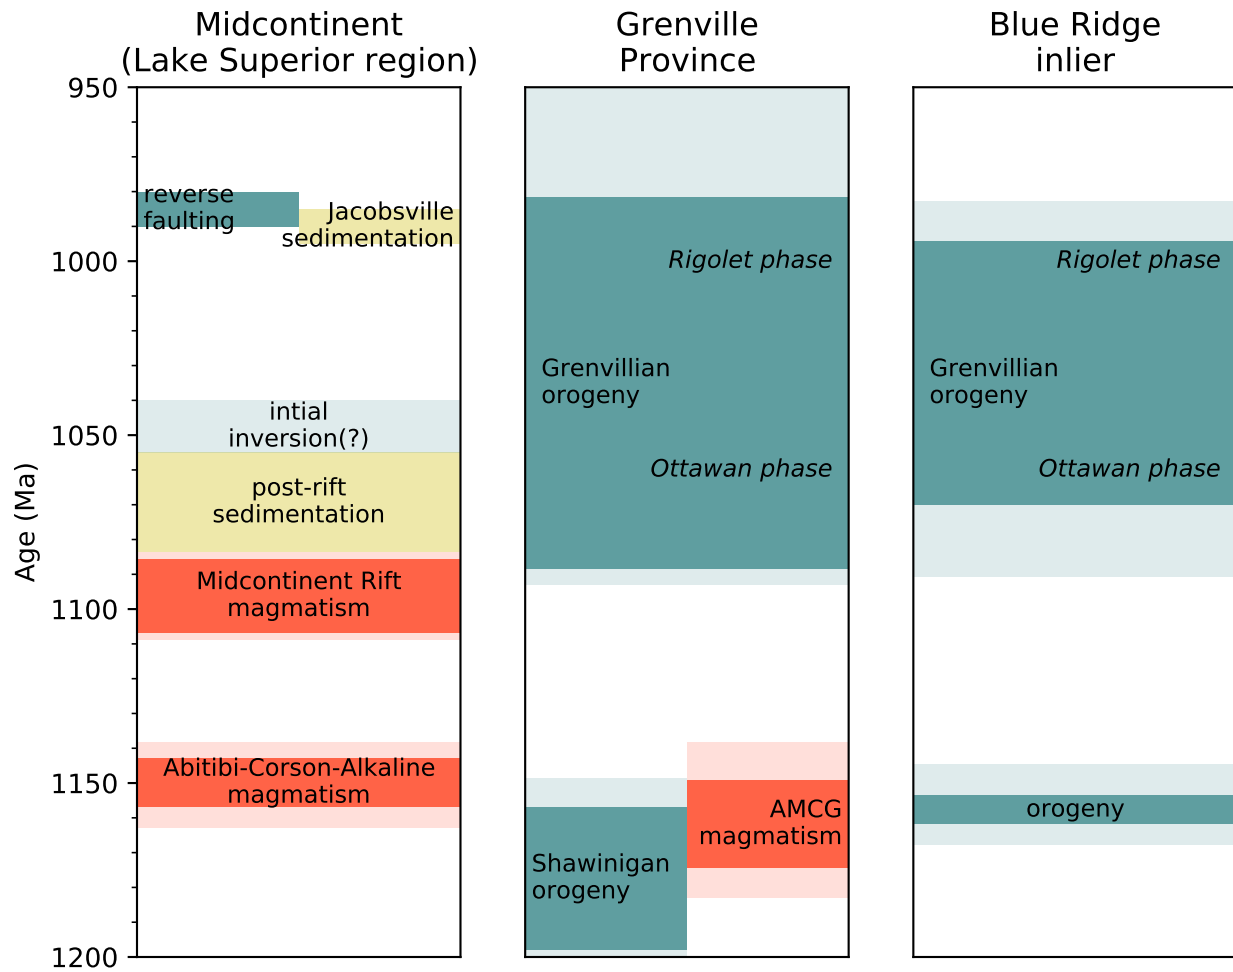 Midcontinent
(Lake Superior region)
Grenville
Province
Blue Ridge
inlier
Age (Ma)
950
1000
1050
1100
1150
1200
reverse
faulting
Jacobsville
sedimentation
intial
inversion(?)
post-rift
sedimentation
Midcontinent Rift
magmatism
Abitibi-Corson-Alkaline
magmatism
Rigolet phase
Grenvillian
orogeny
Ottawan phase
AMCG
magmatism
Shawinigan
orogeny
Rigolet phase
Grenvillian
orogeny
Ottawan phase
orogeny